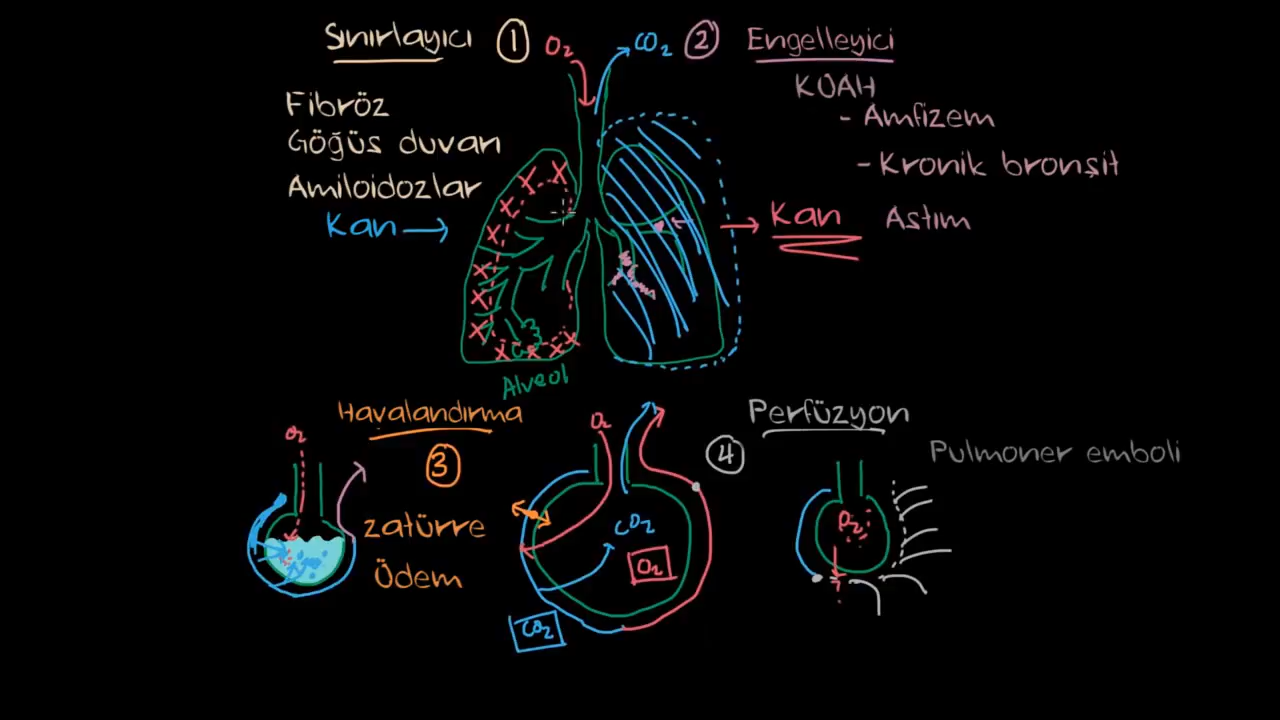 Sınırlayıcı 1
O₂ CO₂
2 Engelleyici
KOAH
- Amfizem
- Kronik bronşit
Astım
Fibröz
Göğüs duvarı
Amiloidozlar
Kan
Kan
Alveol
Havalandırma
3
O₂
zatürre
Ödem
O₂
CO₂
O₂
CO₂
4 Perfüzyon
Pulmoner emboli
O₂